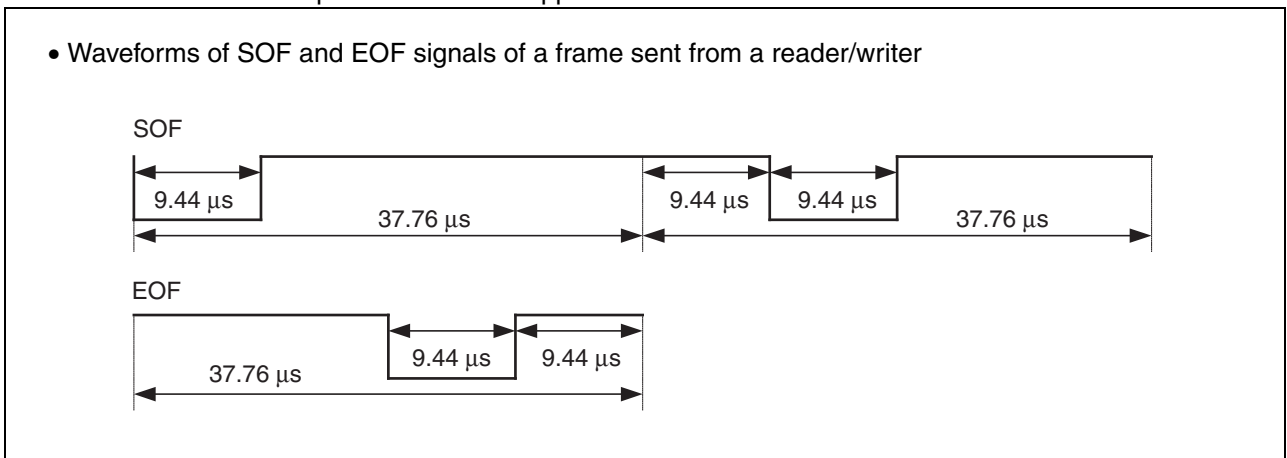 • Waveforms of SOF and EOF signals of a frame sent from a reader/writer
SOF
9.44 μs
9.44 μs
9.44 μs
37.76 μs
37.76 μs
EOF
9.44 μs
9.44 μs
37.76 μs